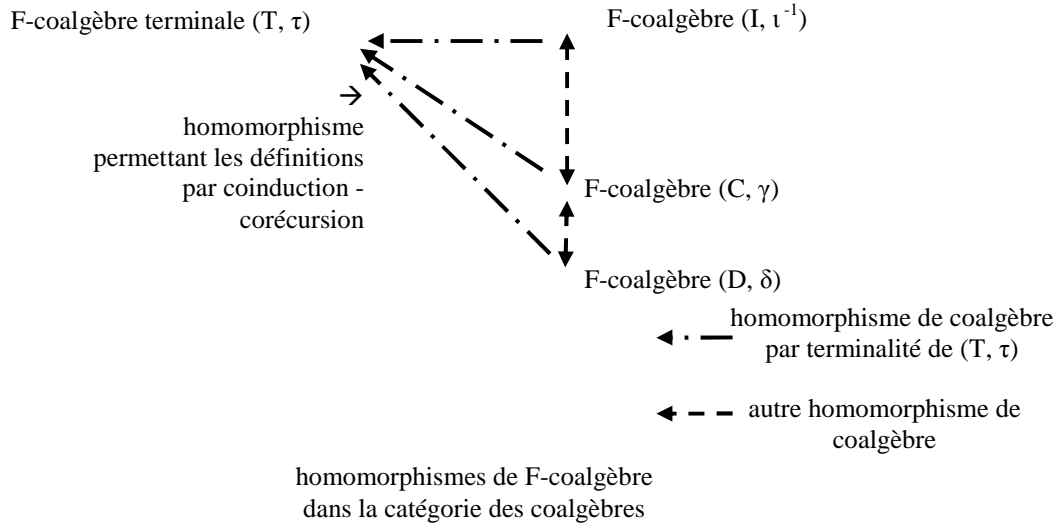 F-coalgèbre terminale (T, τ)
F-coalgèbre (I, ι⁻¹)
→
homomorphisme
permettant les définitions
par coinduction -
corécursion
F-coalgèbre (C, γ)
F-coalgèbre (D, δ)
homomorphisme de coalgèbre
par terminalité de (T, τ)
autre homomorphisme de
coalgèbre
homomorphismes de F-coalgèbre
dans la catégorie des coalgèbres